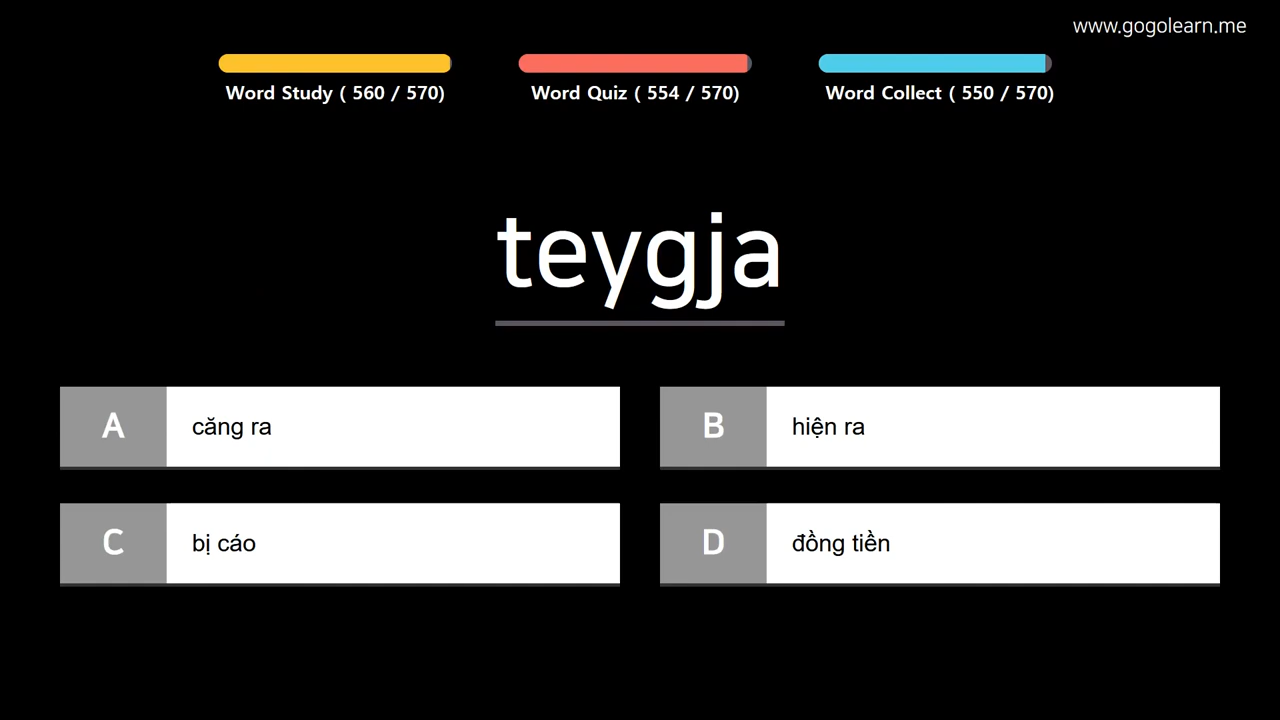 www.gogolearn.me
Word Study ( 560 / 570)
Word Quiz ( 554 / 570)
Word Collect ( 550 / 570)
teygja
A căng ra
B hiện ra
C bị cáo
D đồng tiền